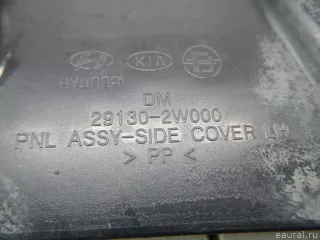 HYUNDAI KIA
DM
29130-2W000
PNL ASSY-SIDE COVER LH
> PP <
© eaural.ru